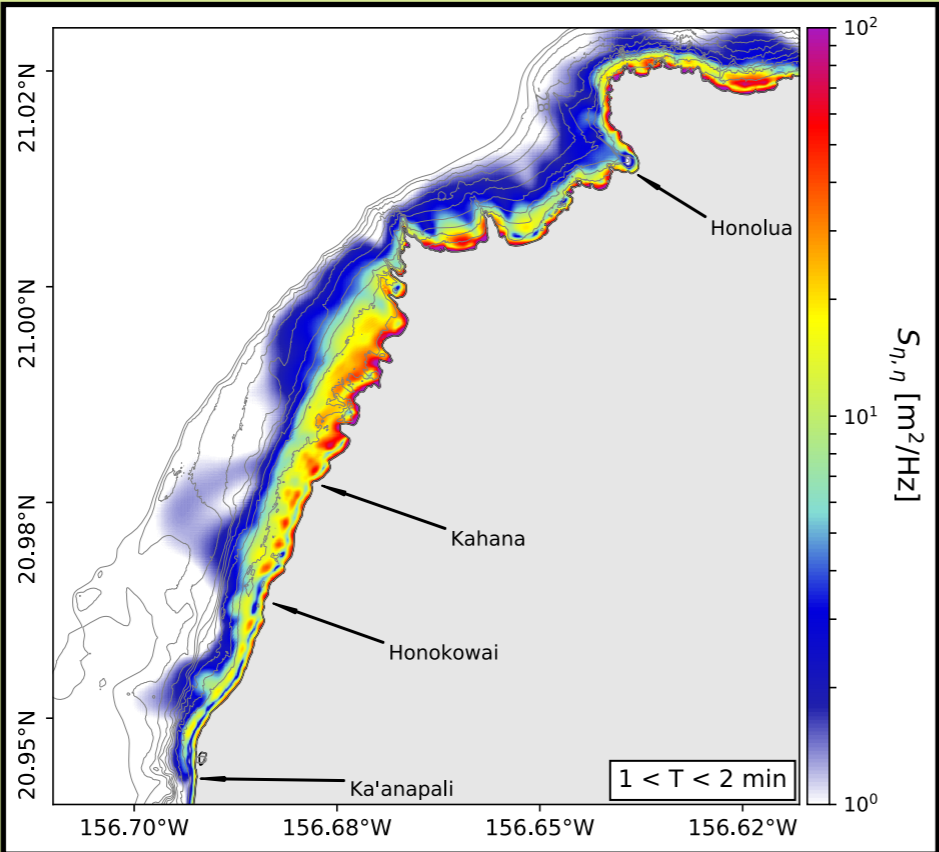 21.02°N
21.00°N
20.98°N
20.95°N
156.70°W
156.68°W
156.65°W
156.62°W
Honolua
Kahana
Honokowai
Ka'anapali
1 < T < 2 min
10²
10¹
10⁰
Sη,η [m²/Hz]